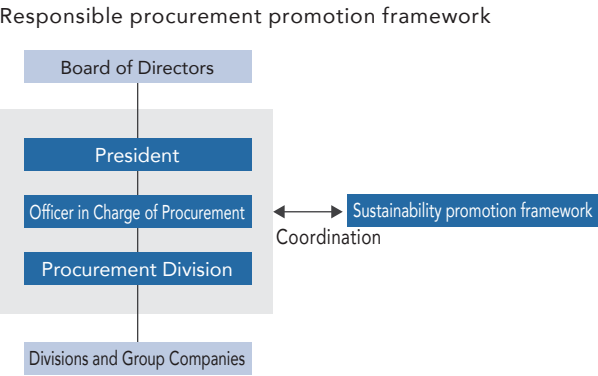 Responsible procurement promotion framework
Board of Directors
President
Officer in Charge of Procurement
Sustainability promotion framework
Coordination
Procurement Division
Divisions and Group Companies